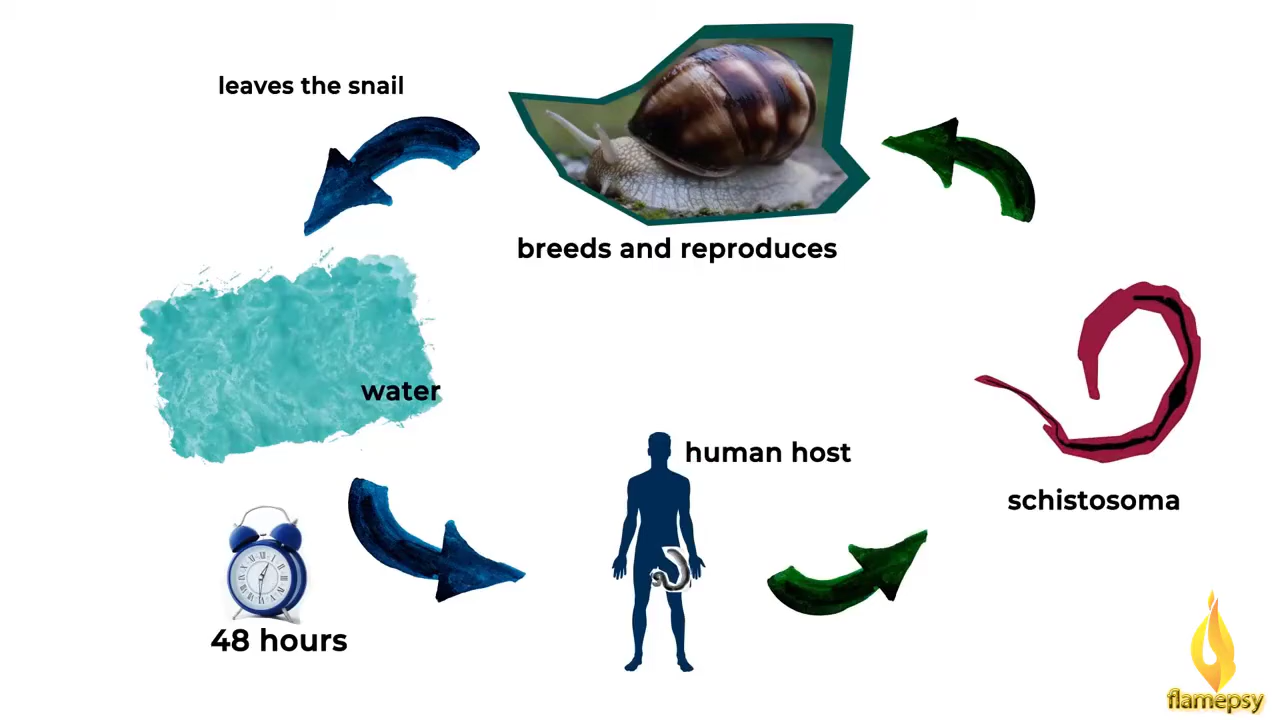 leaves the snail
breeds and reproduces
water
human host
schistosoma
48 hours
flamepsy